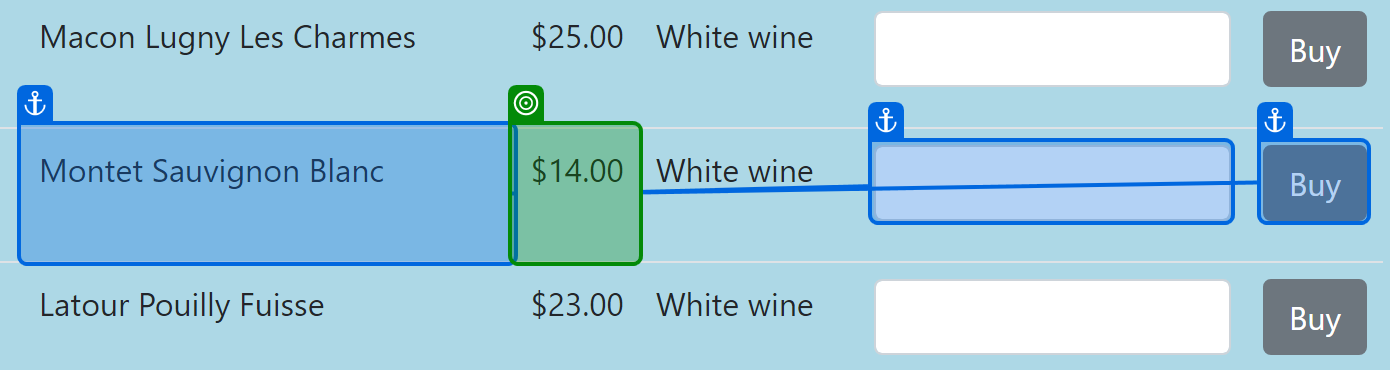 Macon Lugny Les Charmes $25.00 White wine Buy
Montet Sauvignon Blanc $14.00 White wine Buy
Latour Pouilly Fuisse $23.00 White wine Buy